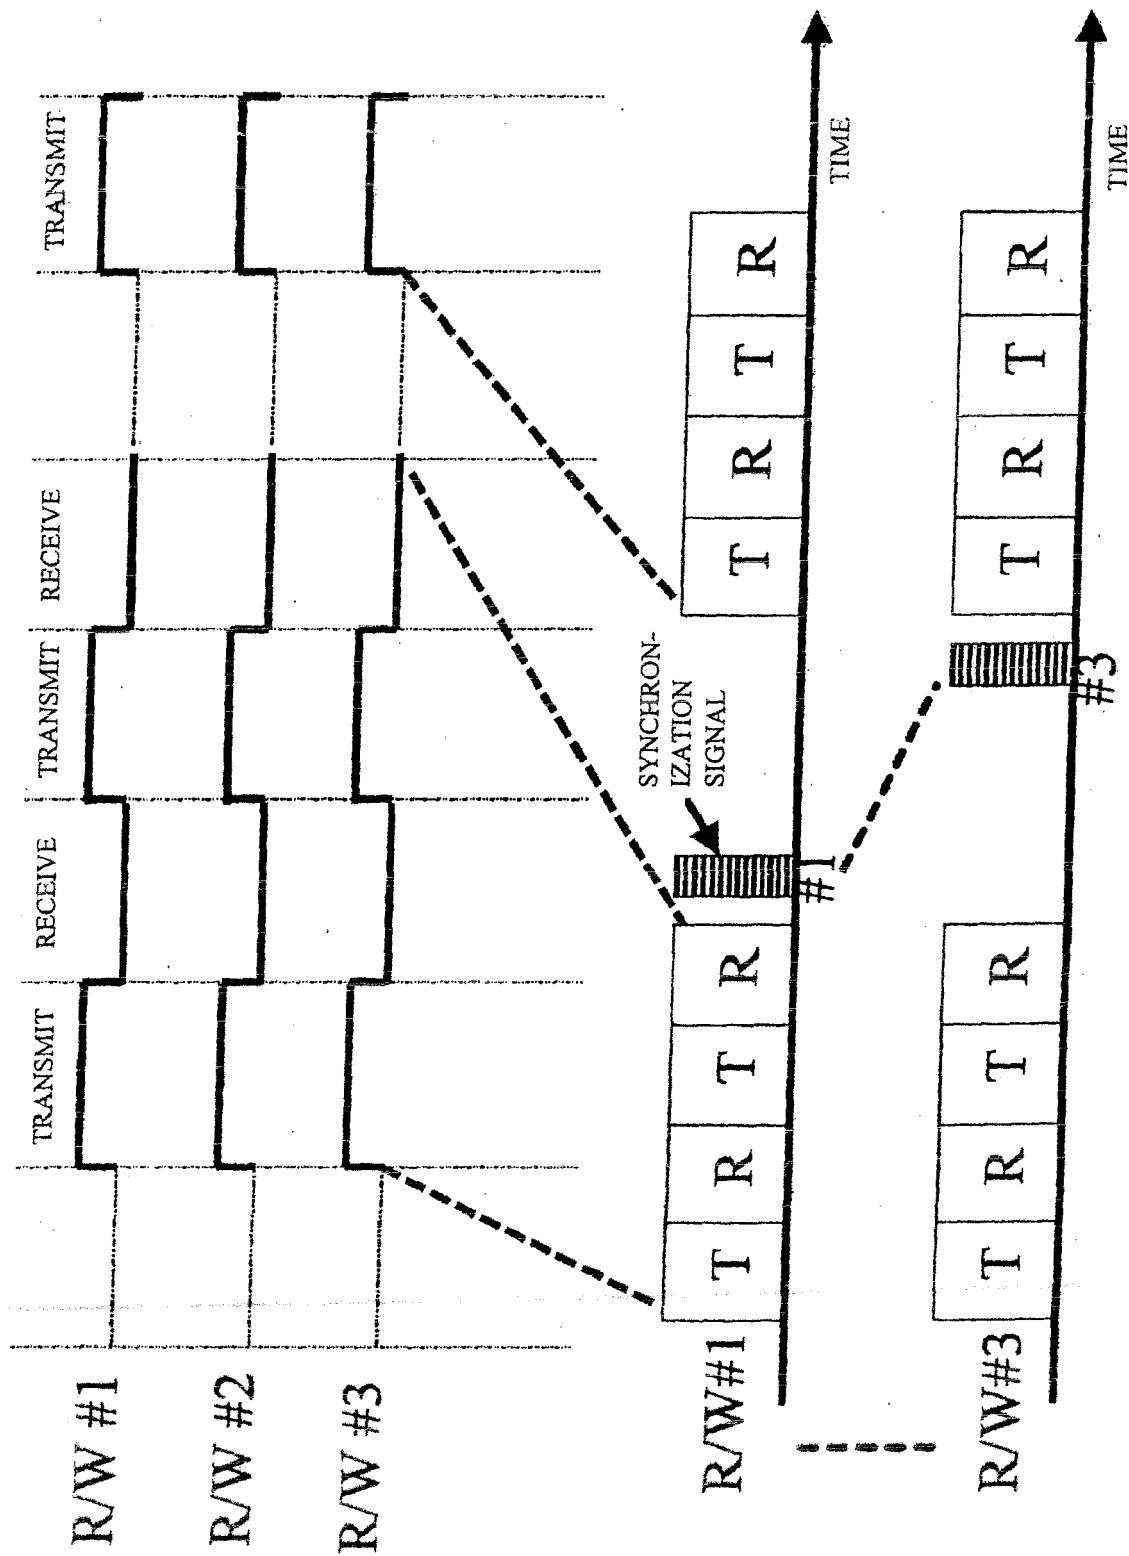 TRANSMIT
RECEIVE
TRANSMIT
RECEIVE
TRANSMIT
R/W #1
R/W #2
R/W #3
SYNCHRON-
IZATION
SIGNAL
R/W#1
T R T R
#1
T R T R
TIME
R/W#3
T R T R
#3
T R T R
TIME